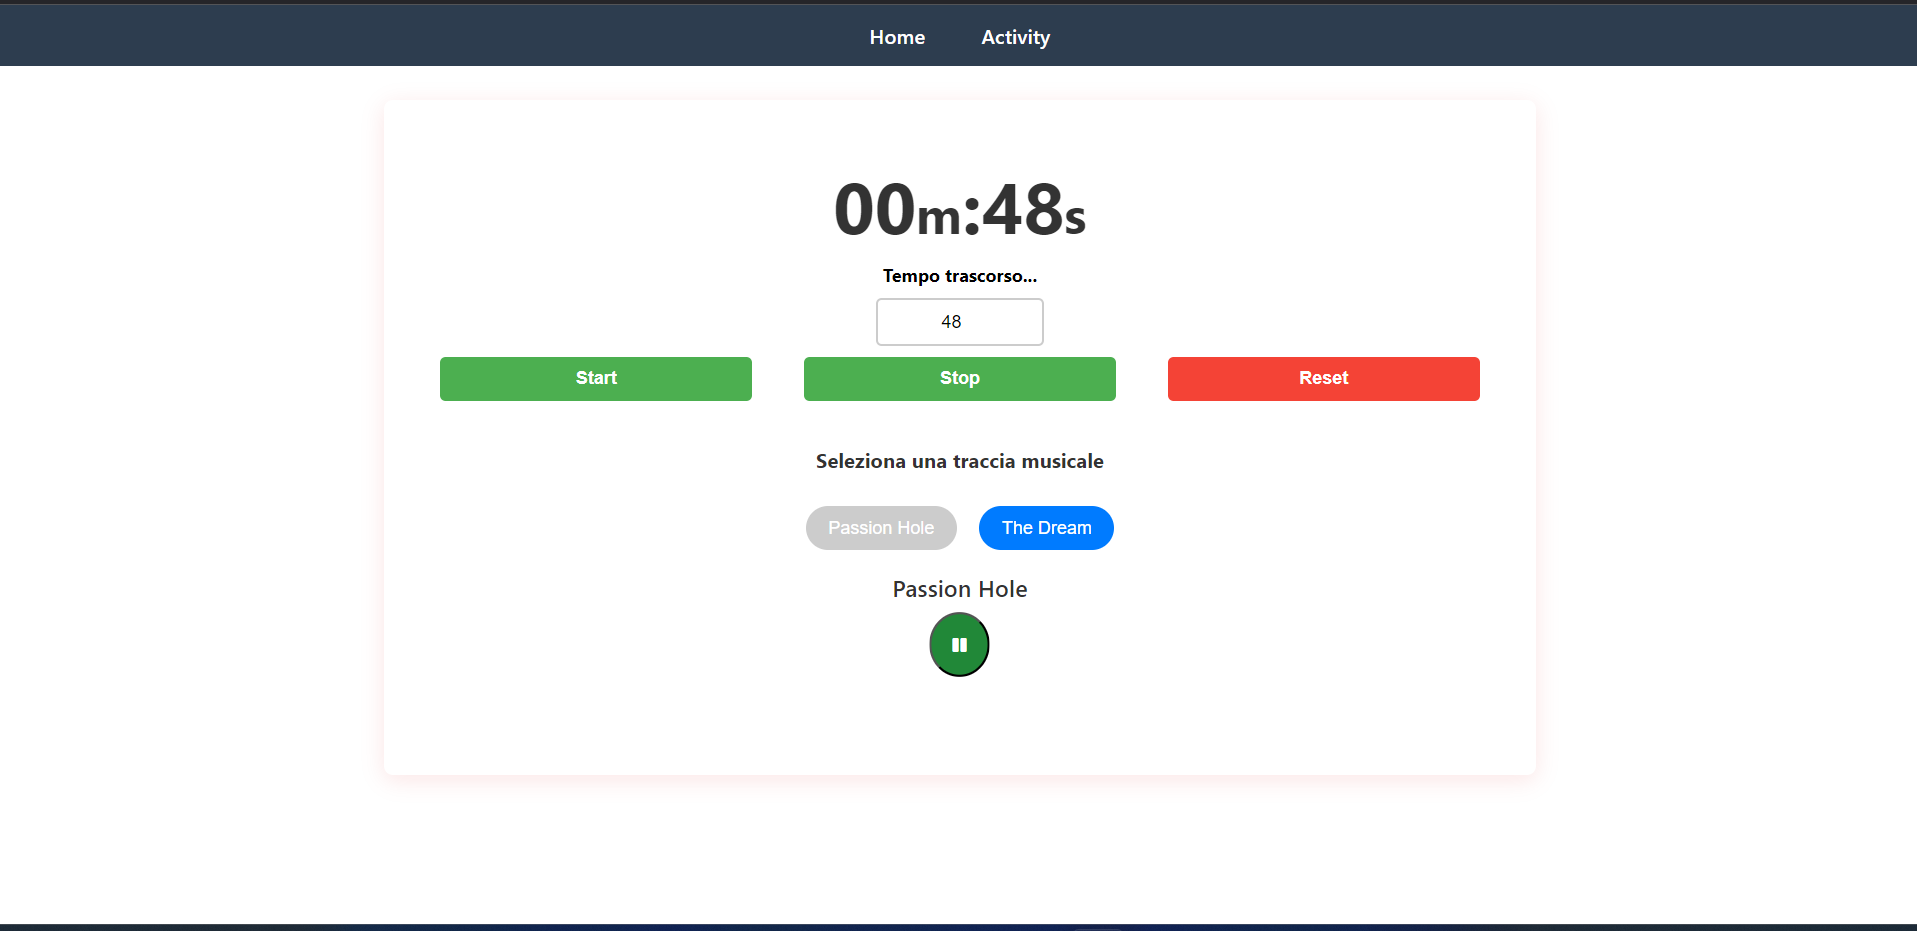 Home Activity
00m:48s
Tempo trascorso...
48
Start Stop Reset
Seleziona una traccia musicale
Passion Hole The Dream
Passion Hole